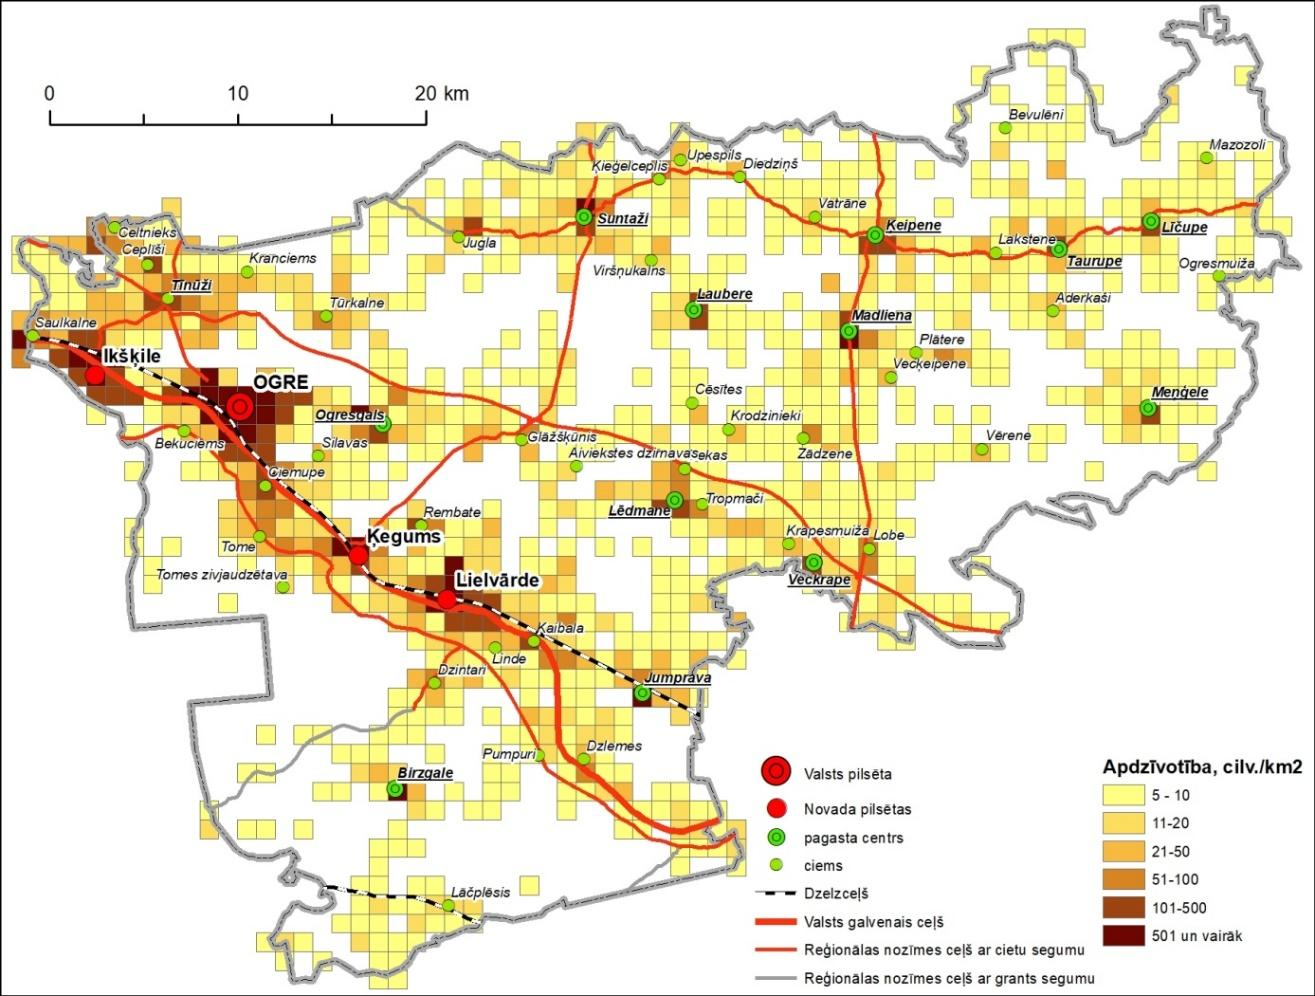 0 10 20 km
Bevulēni
Mazozoli
Upespils
Ķieģelceplis
Diedziņš
Vatrāne
Suntaži
Keipene
Līčupe
Celtnieks
Jugla
Lakstene
Taurupe
Ceplīši
Kranciems
Viršņukalns
Ogresmuiža
Tīnūži
Laubere
Aderkaši
Tūrkalne
Madliena
Saulkalne
Plātere
Ikšķile
Vecķeipene
OGRE
Cēsītes
Meņģele
Ogresgals
Krodzinieki
Bekuciems
Silavas
Glāžšķūnis
Vērene
Aiviekstes dzirnavas
ekas
Zādzene
Ciemupe
Lēdmane
Tropmači
Rembate
Ķegums
Krapesmuiža
Lobe
Tome
Veckrape
Tomes zivjaudzētava
Lielvārde
Kaibala
Linde
Dzintari
Jumprava
Pumpuri
Dzlemes
Birzgale
Lāčplēsis
Valsts pilsēta
Novada pilsētas
pagasta centrs
ciems
Dzelzceļš
Valsts galvenais ceļš
Reģionālas nozīmes ceļš ar cietu segumu
Reģionālas nozīmes ceļš ar grants segumu
Apdzīvotība, cilv./km2
5 - 10
11-20
21-50
51-100
101-500
501 un vairāk